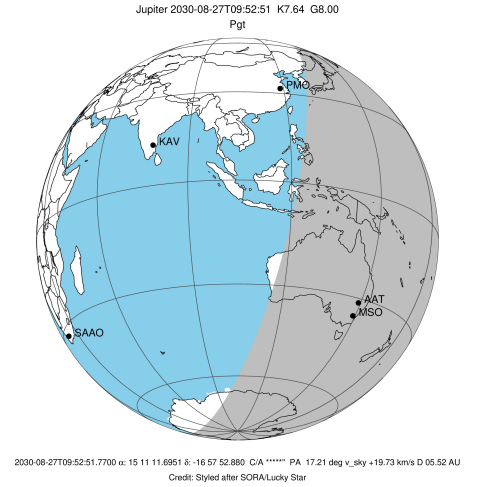 Jupiter 2030-08-27T09:52:51 K7.64 G8.00
Pgt
PMO
KAV
AAT
MSO
SAAO
2030-08-27T09:52:51.7700 α: 15 11 11.6951 δ: -16 57 52.880 C/A *****" PA 17.21 deg v_sky +19.73 km/s D 05.52 AU
Credit: Styled after SORA/Lucky Star